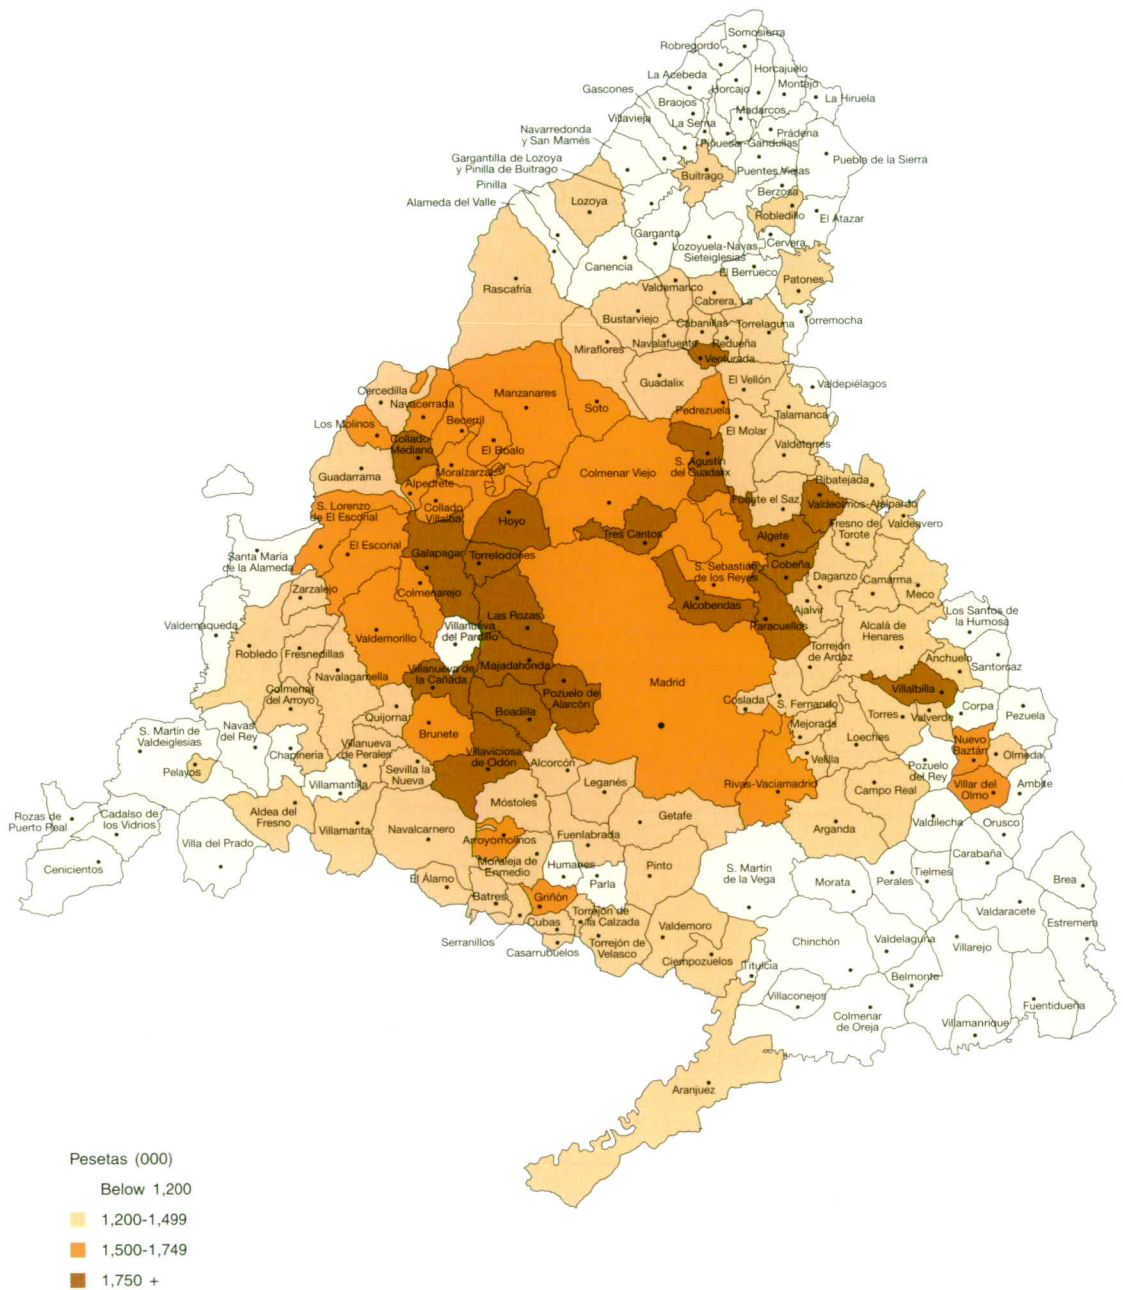 Somosierra
Robregordo
La Acebeda
Horcajuelo
Gascones
Horcajo
Montejo
La Hiruela
Braojos
Madarcos
Villavieja
La Serna
Prádena
Navarredonda
y San Mamés
Piñuecar-Gandullas
Gargantilla de Lozoya
y Pinilla de Buitrago
Puebla de la Sierra
Buitrago
Puentes Viejas
Pinilla
Berzosa
Alameda del Valle
Lozoya
Robledillo
El Atazar
Garganta
Lozoyuela-Navas
Sieteiglesias
Cervera
Canencia
El Berrueco
Rascafria
Valdemanco
Patones
Cabrera, La
Bustarviejo
Cabanillas
Torrelaguna
Torremocha
Miraflores
Navalafuente
Redueña
Venturada
Guadalix
El Vellón
Valdepiélagos
Cercedilla
Navacerrada
Manzanares
Soto
Pedrezuela
Talamanca
Los Molinos
Becerril
El Molar
Collado-
Mediano
El Boalo
Valdeterres
Guadarrama
Moralzarzal
Colmenar Viejo
S. Agustín
del Guadalix
Ribatejada
Alpedrete
Fuente el Saz
Valdeolmos-Alalpardo
S. Lorenzo
de El Escorial
Collado
Villalba
Hoyo
Tres Cantos
Algete
Fresno de
Torote
Valdeavero
El Escorial
Galapagar
Torrelodones
Santa María
de la Alameda
S. Sebastián
de los Reyes
Cobeña
Daganzo
Camarma
Meco
Zarzalejo
Colmenarejo
Alcobendas
Ajalvir
Las Rozas
Los Santos de
la Humosa
Valdemaqueda
Valdemorillo
Villanueva
del Pardillo
Paracuellos
Alcalá de
Henares
Robledo
Fresnedillas
Majadahonda
Torrejón
de Ardoz
Anchuelo
Santorcaz
Navalagamella
Villanueva de
la Cañada
Pozuelo de
Alarcón
Madrid
Villalbilla
Colmenar
del Arroyo
Coslada
S. Fernando
Corpa
Pezuela
Quijorna
Boadilla
Torres
Valverde
Navas
del Rey
S. Martín de
Valdeiglesias
Brunete
Mejorada
Loeches
Nuevo
Baztán
Olmeda
Chapinería
Villanueva
de Perales
Villaviciosa
de Odón
Velilla
Pozuelo
del Rey
Pelayos
Sevilla la
Nueva
Alcorcón
Leganés
Rivas-Vaciamadrid
Campo Real
Villar del
Olmo
Ambite
Villamantilla
Móstoles
Rozas de
Puerto Real
Cadalso de
los Vidrios
Aldea del
Fresno
Villamanta
Navalcarnero
Getafe
Arganda
Valdilecha
Orusco
Villa del Prado
Arroyomolinos
Fuenlabrada
Carabaña
Cenicientos
Moraleja de
Enmedio
Humanes
Pinto
S. Martín
de la Vega
Tielmes
El Álamo
Parla
Morata
Perales
Brea
Batres
Griñón
Valdaracete
Cubas
Torrejón de
la Calzada
Valdemoro
Estremera
Serranillos
Casarrubuelos
Torrejón de
Velasco
Ciempozuelos
Chinchón
Valdelaguna
Villarejo
Titulcia
Belmonte
Villaconejos
Fuentidueña
Colmenar
de Oreja
Villamanrique
Aranjuez
Pesetas (000)
Below 1,200
1,200-1,499
1,500-1,749
1,750 +